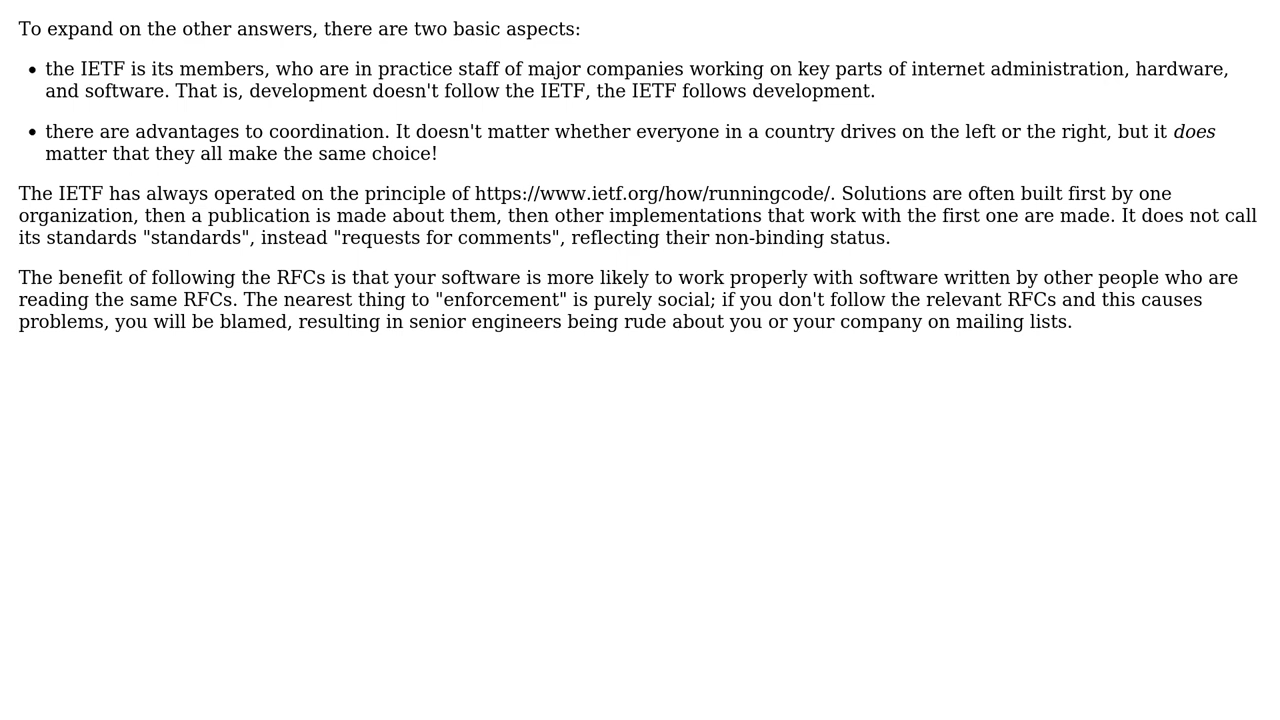 To expand on the other answers, there are two basic aspects:
the IETF is its members, who are in practice staff of major companies working on key parts of internet administration, hardware,
and software. That is, development doesn't follow the IETF, the IETF follows development.
there are advantages to coordination. It doesn't matter whether everyone in a country drives on the left or the right, but it does
matter that they all make the same choice!
The IETF has always operated on the principle of https://www.ietf.org/how/runningcode/. Solutions are often built first by one
organization, then a publication is made about them, then other implementations that work with the first one are made. It does not call
its standards "standards", instead "requests for comments", reflecting their non-binding status.
The benefit of following the RFCs is that your software is more likely to work properly with software written by other people who are
reading the same RFCs. The nearest thing to "enforcement" is purely social; if you don't follow the relevant RFCs and this causes
problems, you will be blamed, resulting in senior engineers being rude about you or your company on mailing lists.